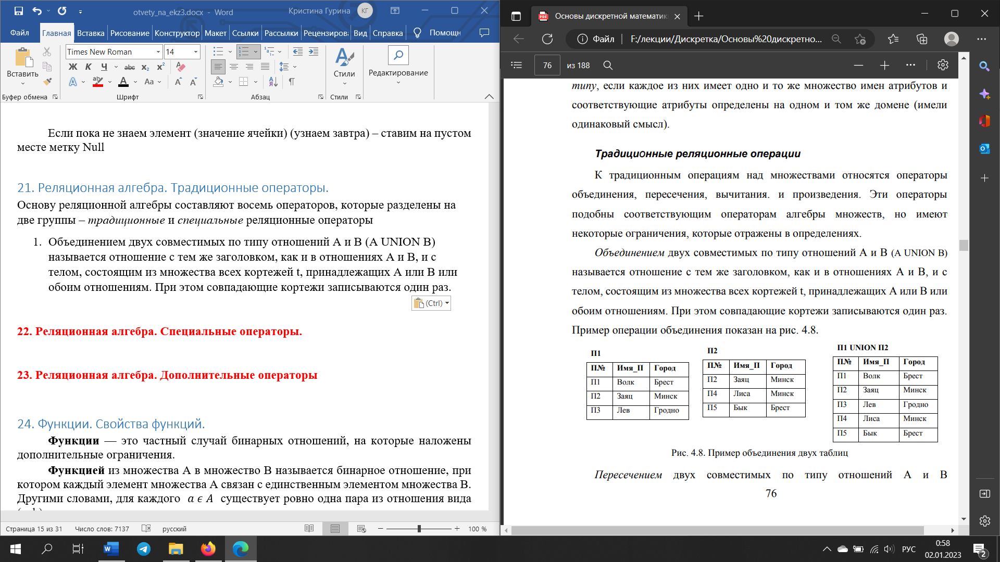 otvety_na_ekz3.docx - Word
Кристина Гурина
КГ
Файл
Главная
Вставка
Рисование
Конструктор
Макет
Ссылки
Рассылки
Рецензирова
Вид
Справка
Помощн
Вставить
Буфер обмена
Times New Roman
14
Ж К Ч abc x₂ x²
Шрифт
Абзац
Стили
Стили
Редактирование
Если пока не знаем элемент (значение ячейки) (узнаем завтра) – ставим на пустом
месте метку Null
21. Реляционная алгебра. Традиционные операторы.
Основу реляционной алгебры составляют восемь операторов, которые разделены на
две группы – традиционные и специальные реляционные операторы
1. Объединением двух совместимых по типу отношений А и В (A UNION B)
называется отношение с тем же заголовком, как и в отношениях А и В, и с
телом, состоящим из множества всех кортежей t, принадлежащих А или В или
обоим отношениям. При этом совпадающие кортежи записываются один раз.
(Ctrl)
22. Реляционная алгебра. Специальные операторы.
23. Реляционная алгебра. Дополнительные операторы
24. Функции. Свойства функций.
Функции — это частный случай бинарных отношений, на которые наложены
дополнительные ограничения.
Функцией из множества А в множество В называется бинарное отношение, при
котором каждый элемент множества А связан с единственным элементом множества В.
Другими словами, для каждого a ϵ A существует ровно одна пара из отношения вида
Страница 15 из 31
Число слов: 7137
русский
100 %
Основы дискретной математик
Файл
F:/лекции/Дискретка/Основы%20дискретно...
76
из 188
типу, если каждое из них имеет одно и то же множество имен атрибутов и
соответствующие атрибуты определены на одном и том же домене (имели
одинаковый смысл).
Традиционные реляционные операции
К традиционным операциям над множествами относятся операторы
объединения, пересечения, вычитания. и произведения. Эти операторы
подобны соответствующим операторам алгебры множеств, но имеют
некоторые ограничения, которые отражены в определениях.
Объединением двух совместимых по типу отношений А и В (A UNION B)
называется отношение с тем же заголовком, как и в отношениях А и В, и с
телом, состоящим из множества всех кортежей t, принадлежащих А или В или
обоим отношениям. При этом совпадающие кортежи записываются один раз.
Пример операции объединения показан на рис. 4.8.
П1
П№ Имя_П Город
П1 Волк Брест
П2 Заяц Минск
П3 Лев Гродно
П2
П№ Имя_П Город
П2 Заяц Минск
П4 Лиса Минск
П5 Бык Брест
П1 UNION П2
П№ Имя_П Город
П1 Волк Брест
П2 Заяц Минск
П3 Лев Гродно
П4 Лиса Минск
П5 Бык Брест
Рис. 4.8. Пример объединения двух таблиц
Пересечением двух совместимых по типу отношений А и В
76
РУС
0:58
02.01.2023
2